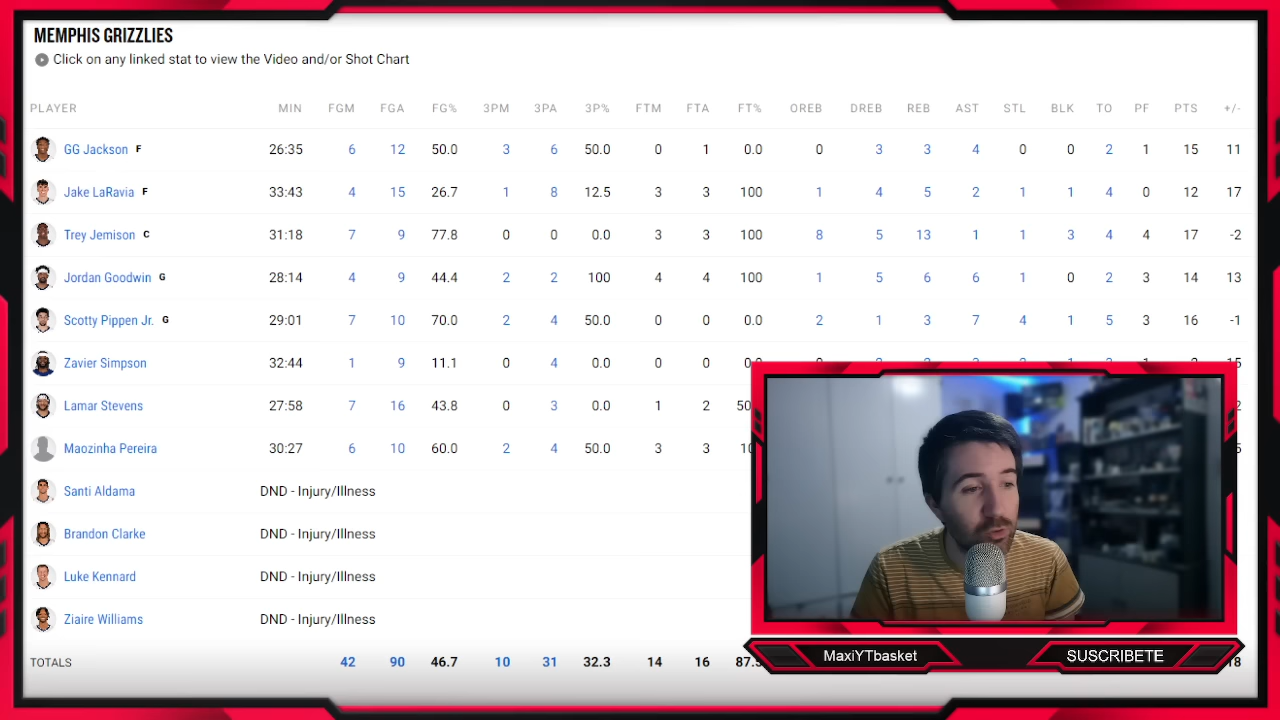 MEMPHIS GRIZZLIES
Click on any linked stat to view the Video and/or Shot Chart
PLAYER MIN FGM FGA FG% 3PM 3PA 3P% FTM FTA FT% OREB DREB REB AST STL BLK TO PF PTS +/-
GG Jackson F 26:35 6 12 50.0 3 6 50.0 0 1 0.0 0 3 3 4 0 0 2 1 15 11
Jake LaRavia F 33:43 4 15 26.7 1 8 12.5 3 3 100 1 4 5 2 1 1 4 0 12 17
Trey Jemison C 31:18 7 9 77.8 0 0 0.0 3 3 100 8 5 13 1 1 3 4 4 17 -2
Jordan Goodwin G 28:14 4 9 44.4 2 2 100 4 4 100 1 5 6 6 1 0 2 3 14 13
Scotty Pippen Jr. G 29:01 7 10 70.0 2 4 50.0 0 0 0.0 2 1 3 7 4 1 5 3 16 -1
Zavier Simpson 32:44 1 9 11.1 0 4 0.0 0 0
Lamar Stevens 27:58 7 16 43.8 0 3 0.0 1 2
Maozinha Pereira 30:27 6 10 60.0 2 4 50.0 3 3
Santi Aldama DND - Injury/Illness
Brandon Clarke DND - Injury/Illness
Luke Kennard DND - Injury/Illness
Ziaire Williams DND - Injury/Illness
TOTALS 42 90 46.7 10 31 32.3 14 16
MaxiYTbasket SUSCRIBETE